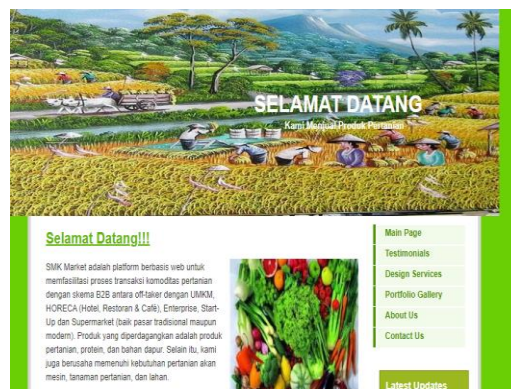 SELAMAT DATANG
Kami Menjual Produk Pertanian
Selamat Datang!!!
SMK Market adalah platform berbasis web untuk
memfasilitasi proses transaksi komoditas pertanian
dengan skema B2B antara off-taker dengan UMKM,
HORECA (Hotel, Restoran & Café), Enterprise, Start-
Up dan Supermarket (baik pasar tradisional maupun
modern). Produk yang diperdagangkan adalah produk
pertanian, protein, dan bahan dapur. Selain itu, kami
juga berusaha memenuhi kebutuhan pertanian akan
mesin, tanaman pertanian, dan lahan.
Main Page
Testimonials
Design Services
Portfolio Gallery
About Us
Contact Us
Latest Updates